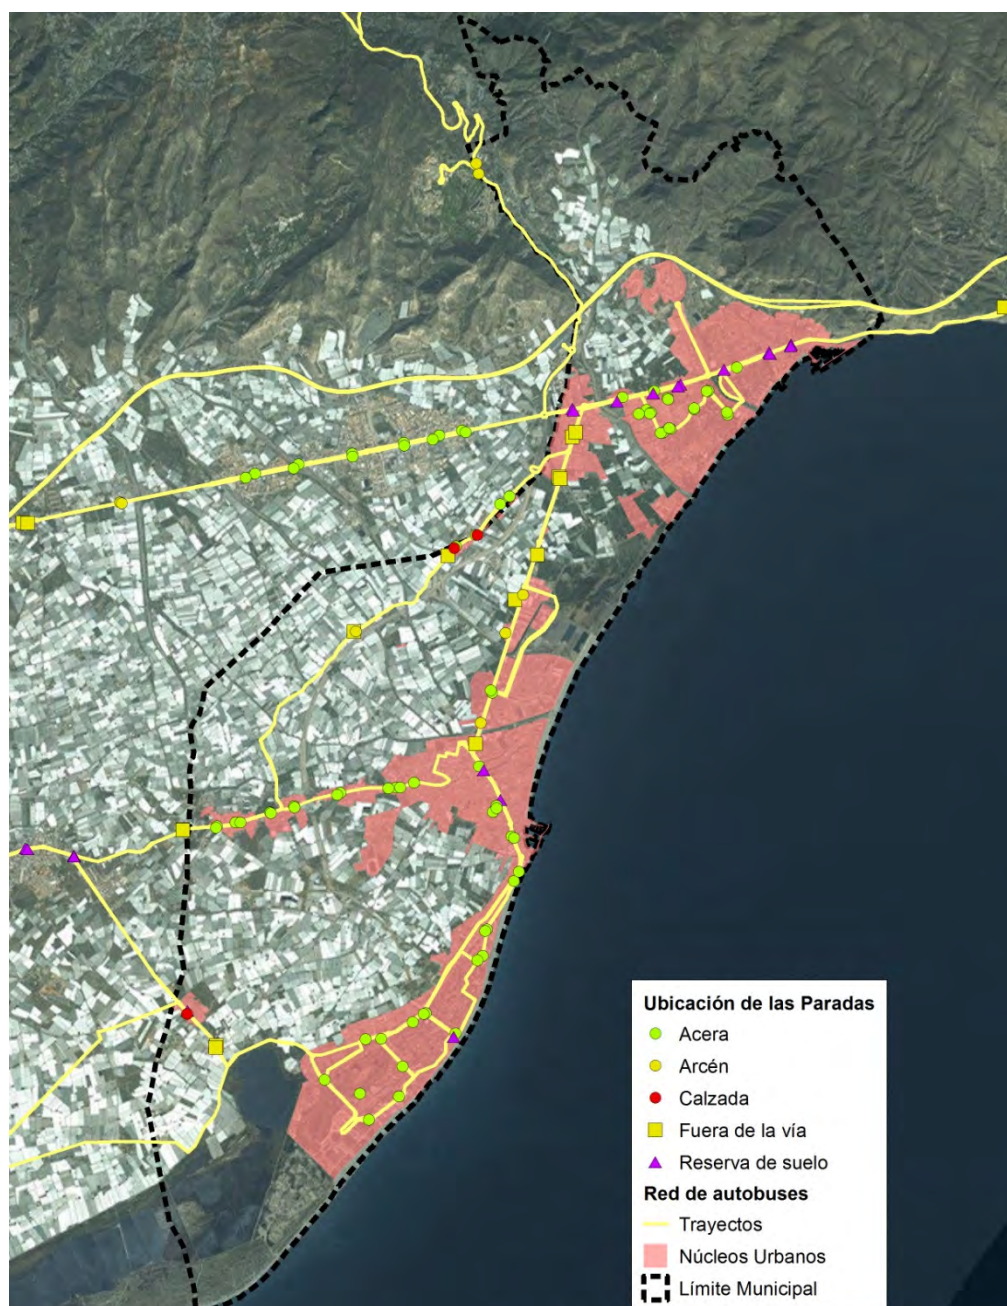 Ubicación de las Paradas
Acera
Arcén
Calzada
Fuera de la vía
Reserva de suelo
Red de autobuses
Trayectos
Núcleos Urbanos
Límite Municipal